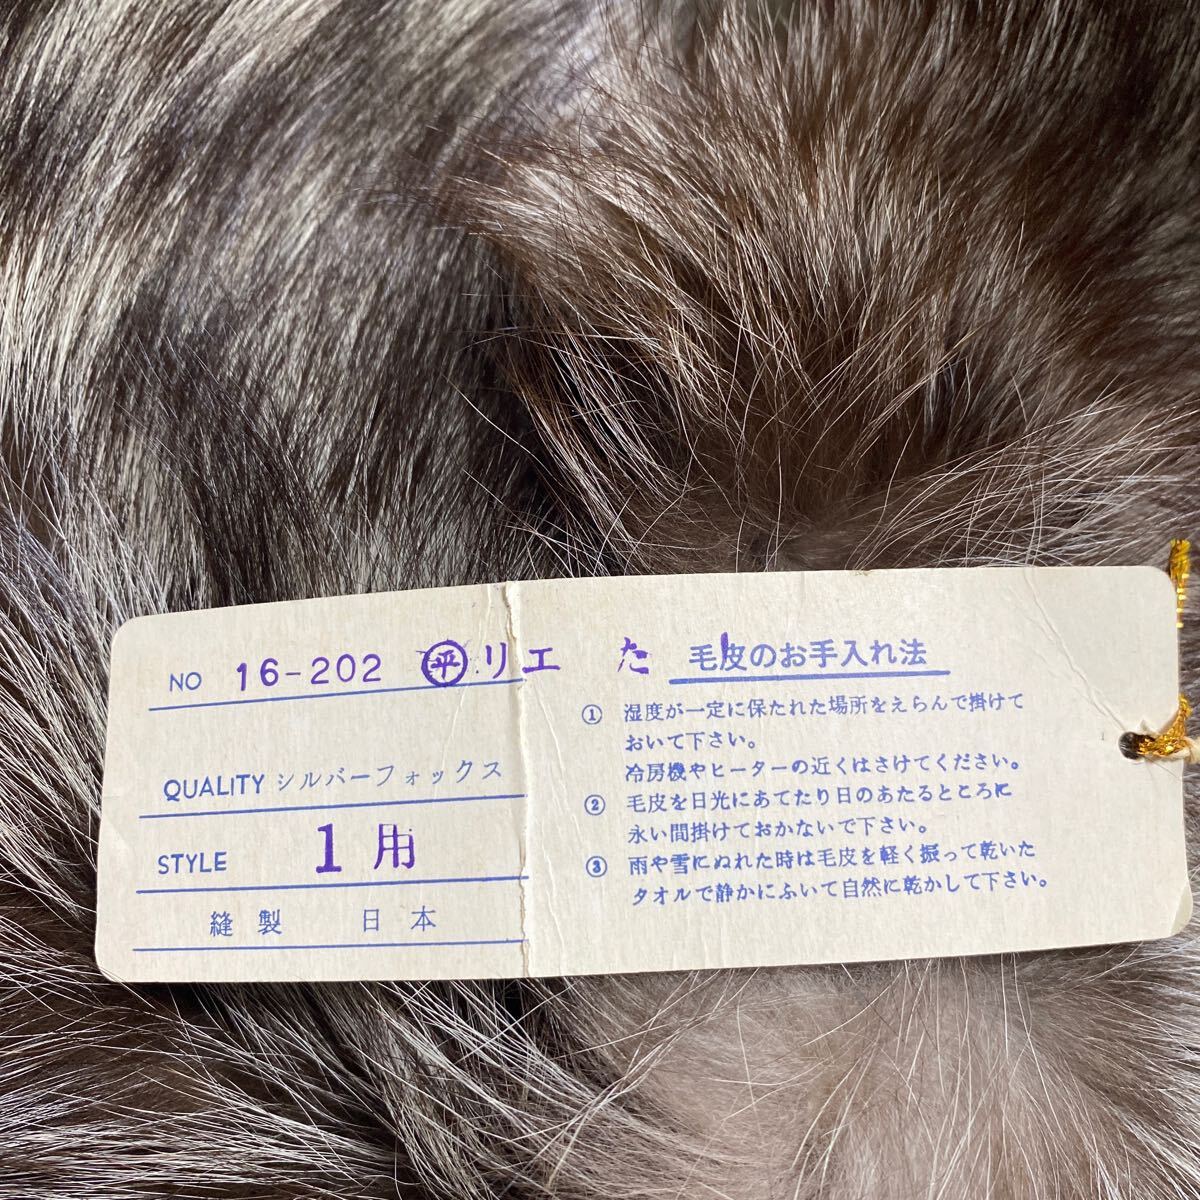 NO 16-202 ㊥リエ た
QUALITY シルバーフォックス
STYLE 1用
縫製 日本
毛皮のお手入れ法
① 湿度が一定に保たれた場所をえらんで掛けて
おいて下さい。
冷房機やヒーターの近くはさけてください。
② 毛皮を日光にあてたり日のあたるところに
永い間掛けておかないで下さい。
③ 雨や雪にぬれた時は毛皮を軽く振って乾いた
タオルで静かにふいて自然に乾かして下さい。